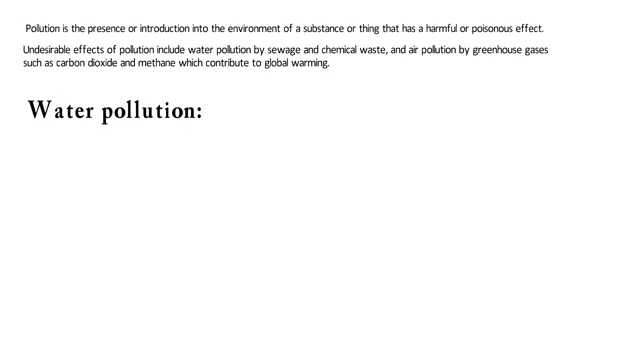 Polution is the presence or introduction into the environment of a substance or thing that has a harmful or poisonous effect.
Undesirable effects of pollution include water pollution by sewage and chemical waste, and air pollution by greenhouse gases
such as carbon dioxide and methane which contribute to global warming.
Water pollution: